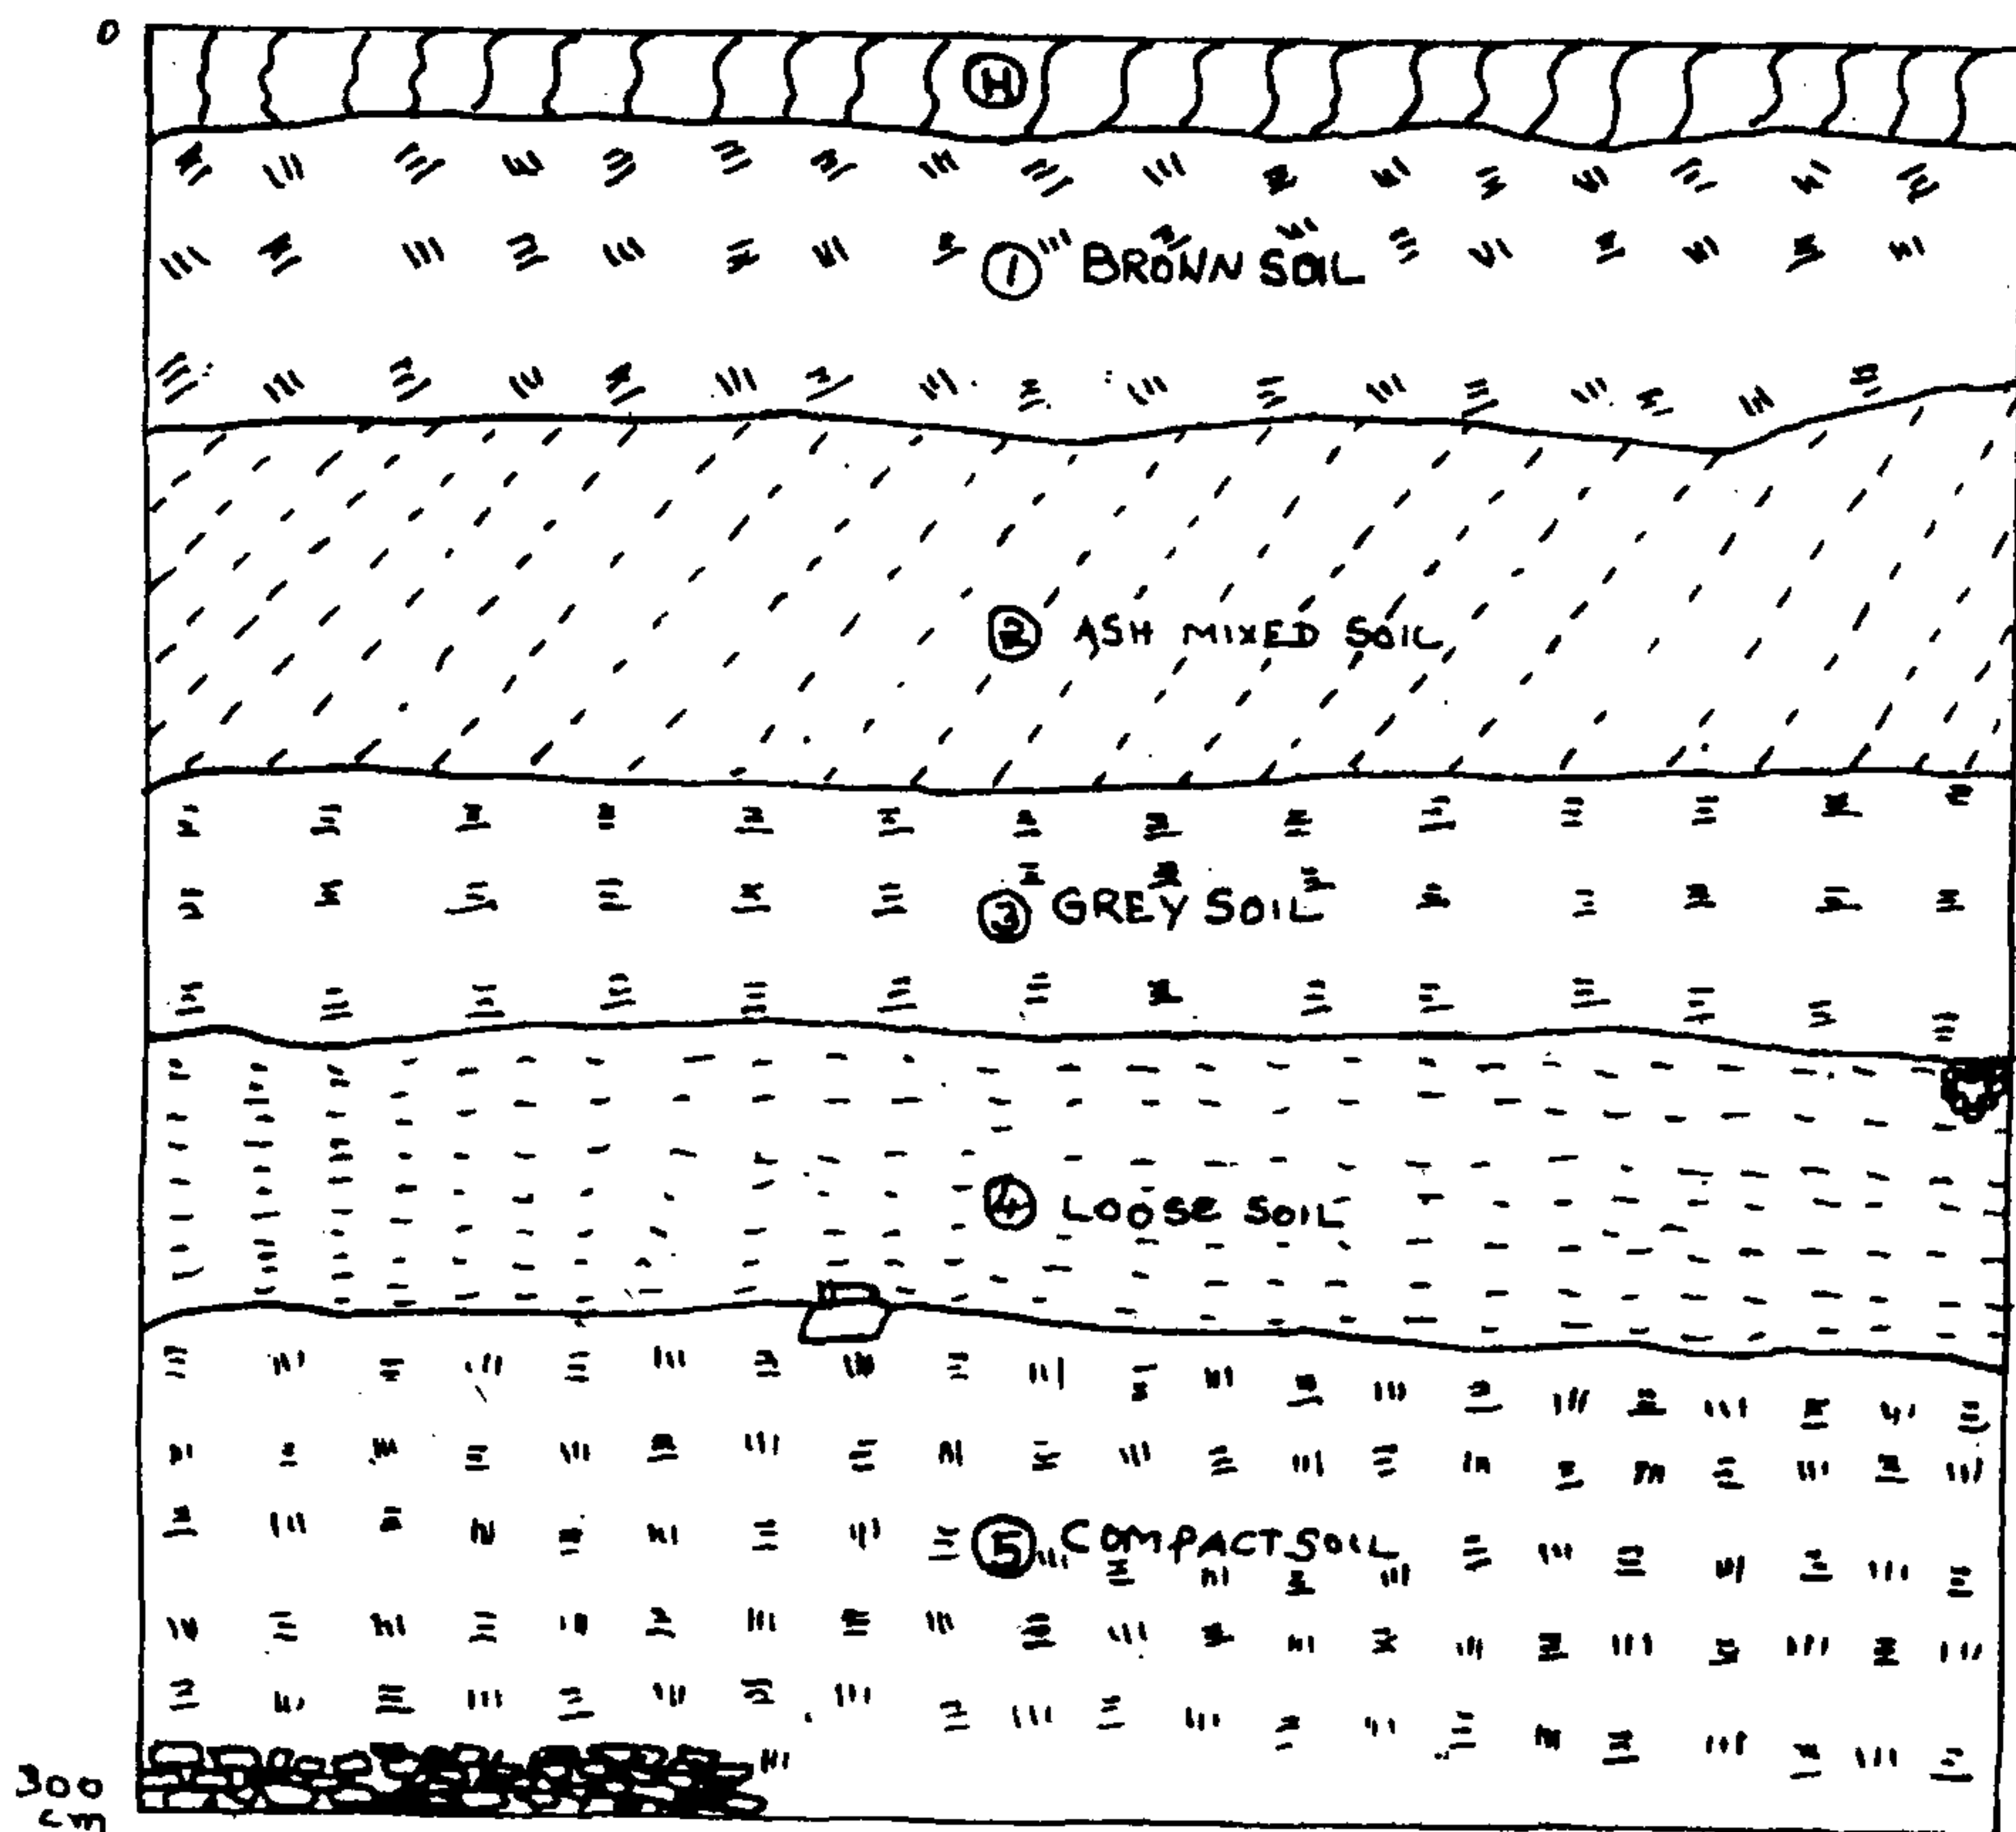 0
H
1 BROWN SOIL
2 ASH MIXED SOIL
3 GREY SOIL
4 LOOSE SOIL
5 COMPACT SOIL
300
cm